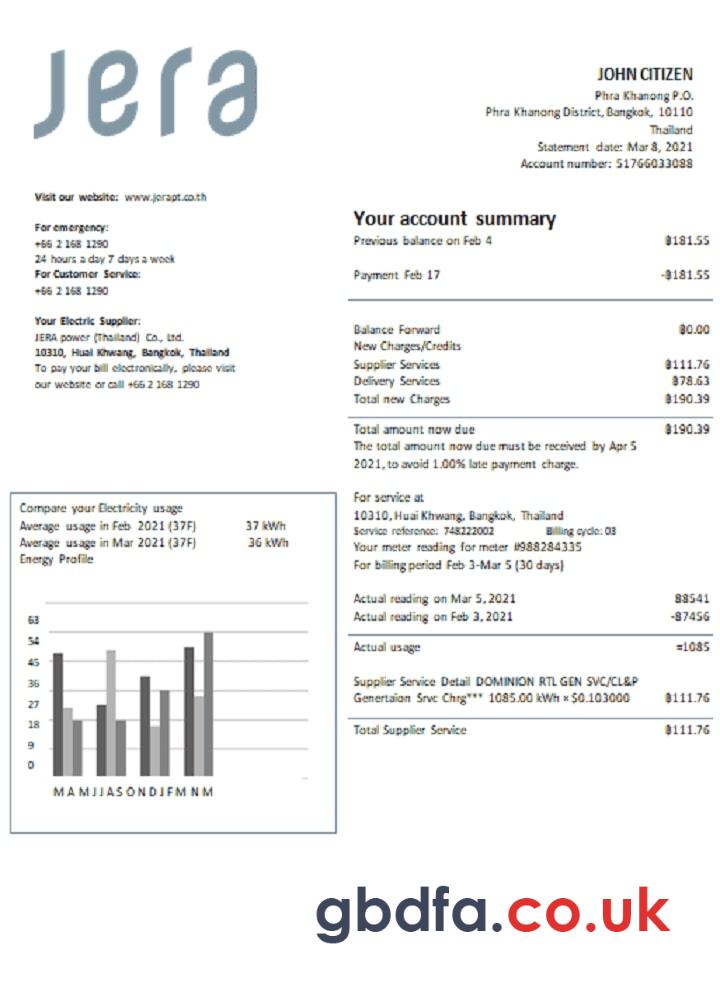 Jera
JOHN CITIZEN
Phra Khanong P.O.
Phra Khanong District, Bangkok, 10110
Thailand
Statement date: Mar 8, 2021
Account number: 51766033088
Visit our website: www.jerapt.co.th
For emergency:
+66 2 168 1290
24 hours a day 7 days a week
For Customer Service:
+66 2 168 1290
Your Electric Supplier:
JERA power (Thailand) Co., Ltd.
10310, Huai Khwang, Bangkok, Thailand
To pay your bill electronically, please visit
our website or call +66 2 168 1290
Your account summary
Previous balance on Feb 4 ฿181.55
Payment Feb 17 -฿181.55
Balance Forward ฿0.00
New Charges/Credits
Supplier Services ฿111.76
Delivery Services ฿78.63
Total new Charges ฿190.39
Total amount now due ฿190.39
The total amount now due must be received by Apr 5
2021, to avoid 1.00% late payment charge.
For service at
10310, Huai Khwang, Bangkok, Thailand
Service reference: 748222002 Billing cycle: 03
Your meter reading for meter #988284335
For billing period Feb 3-Mar 5 (30 days)
Actual reading on Mar 5, 2021 88541
Actual reading on Feb 3, 2021 -87456
Actual usage =1085
Supplier Service Detail DOMINION RTL GEN SVC/CL&P
Genertaion Srvc Chrg*** 1085.00 kWh × $0.103000 ฿111.76
Total Supplier Service ฿111.76
Compare your Electricity usage
Average usage in Feb 2021 (37F) 37 kWh
Average usage in Mar 2021 (37F) 36 kWh
Energy Profile
63
54
45
36
27
18
9
0
M A M J J A S O N D J F M N M
gbdfa.co.uk